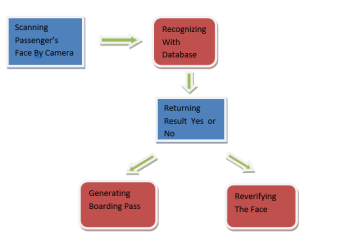 Scanning
Passenger's
Face By Camera
Recognizing
With
Database
Returning
Result Yes or
No
Generating
Boarding Pass
Reverifying
The Face